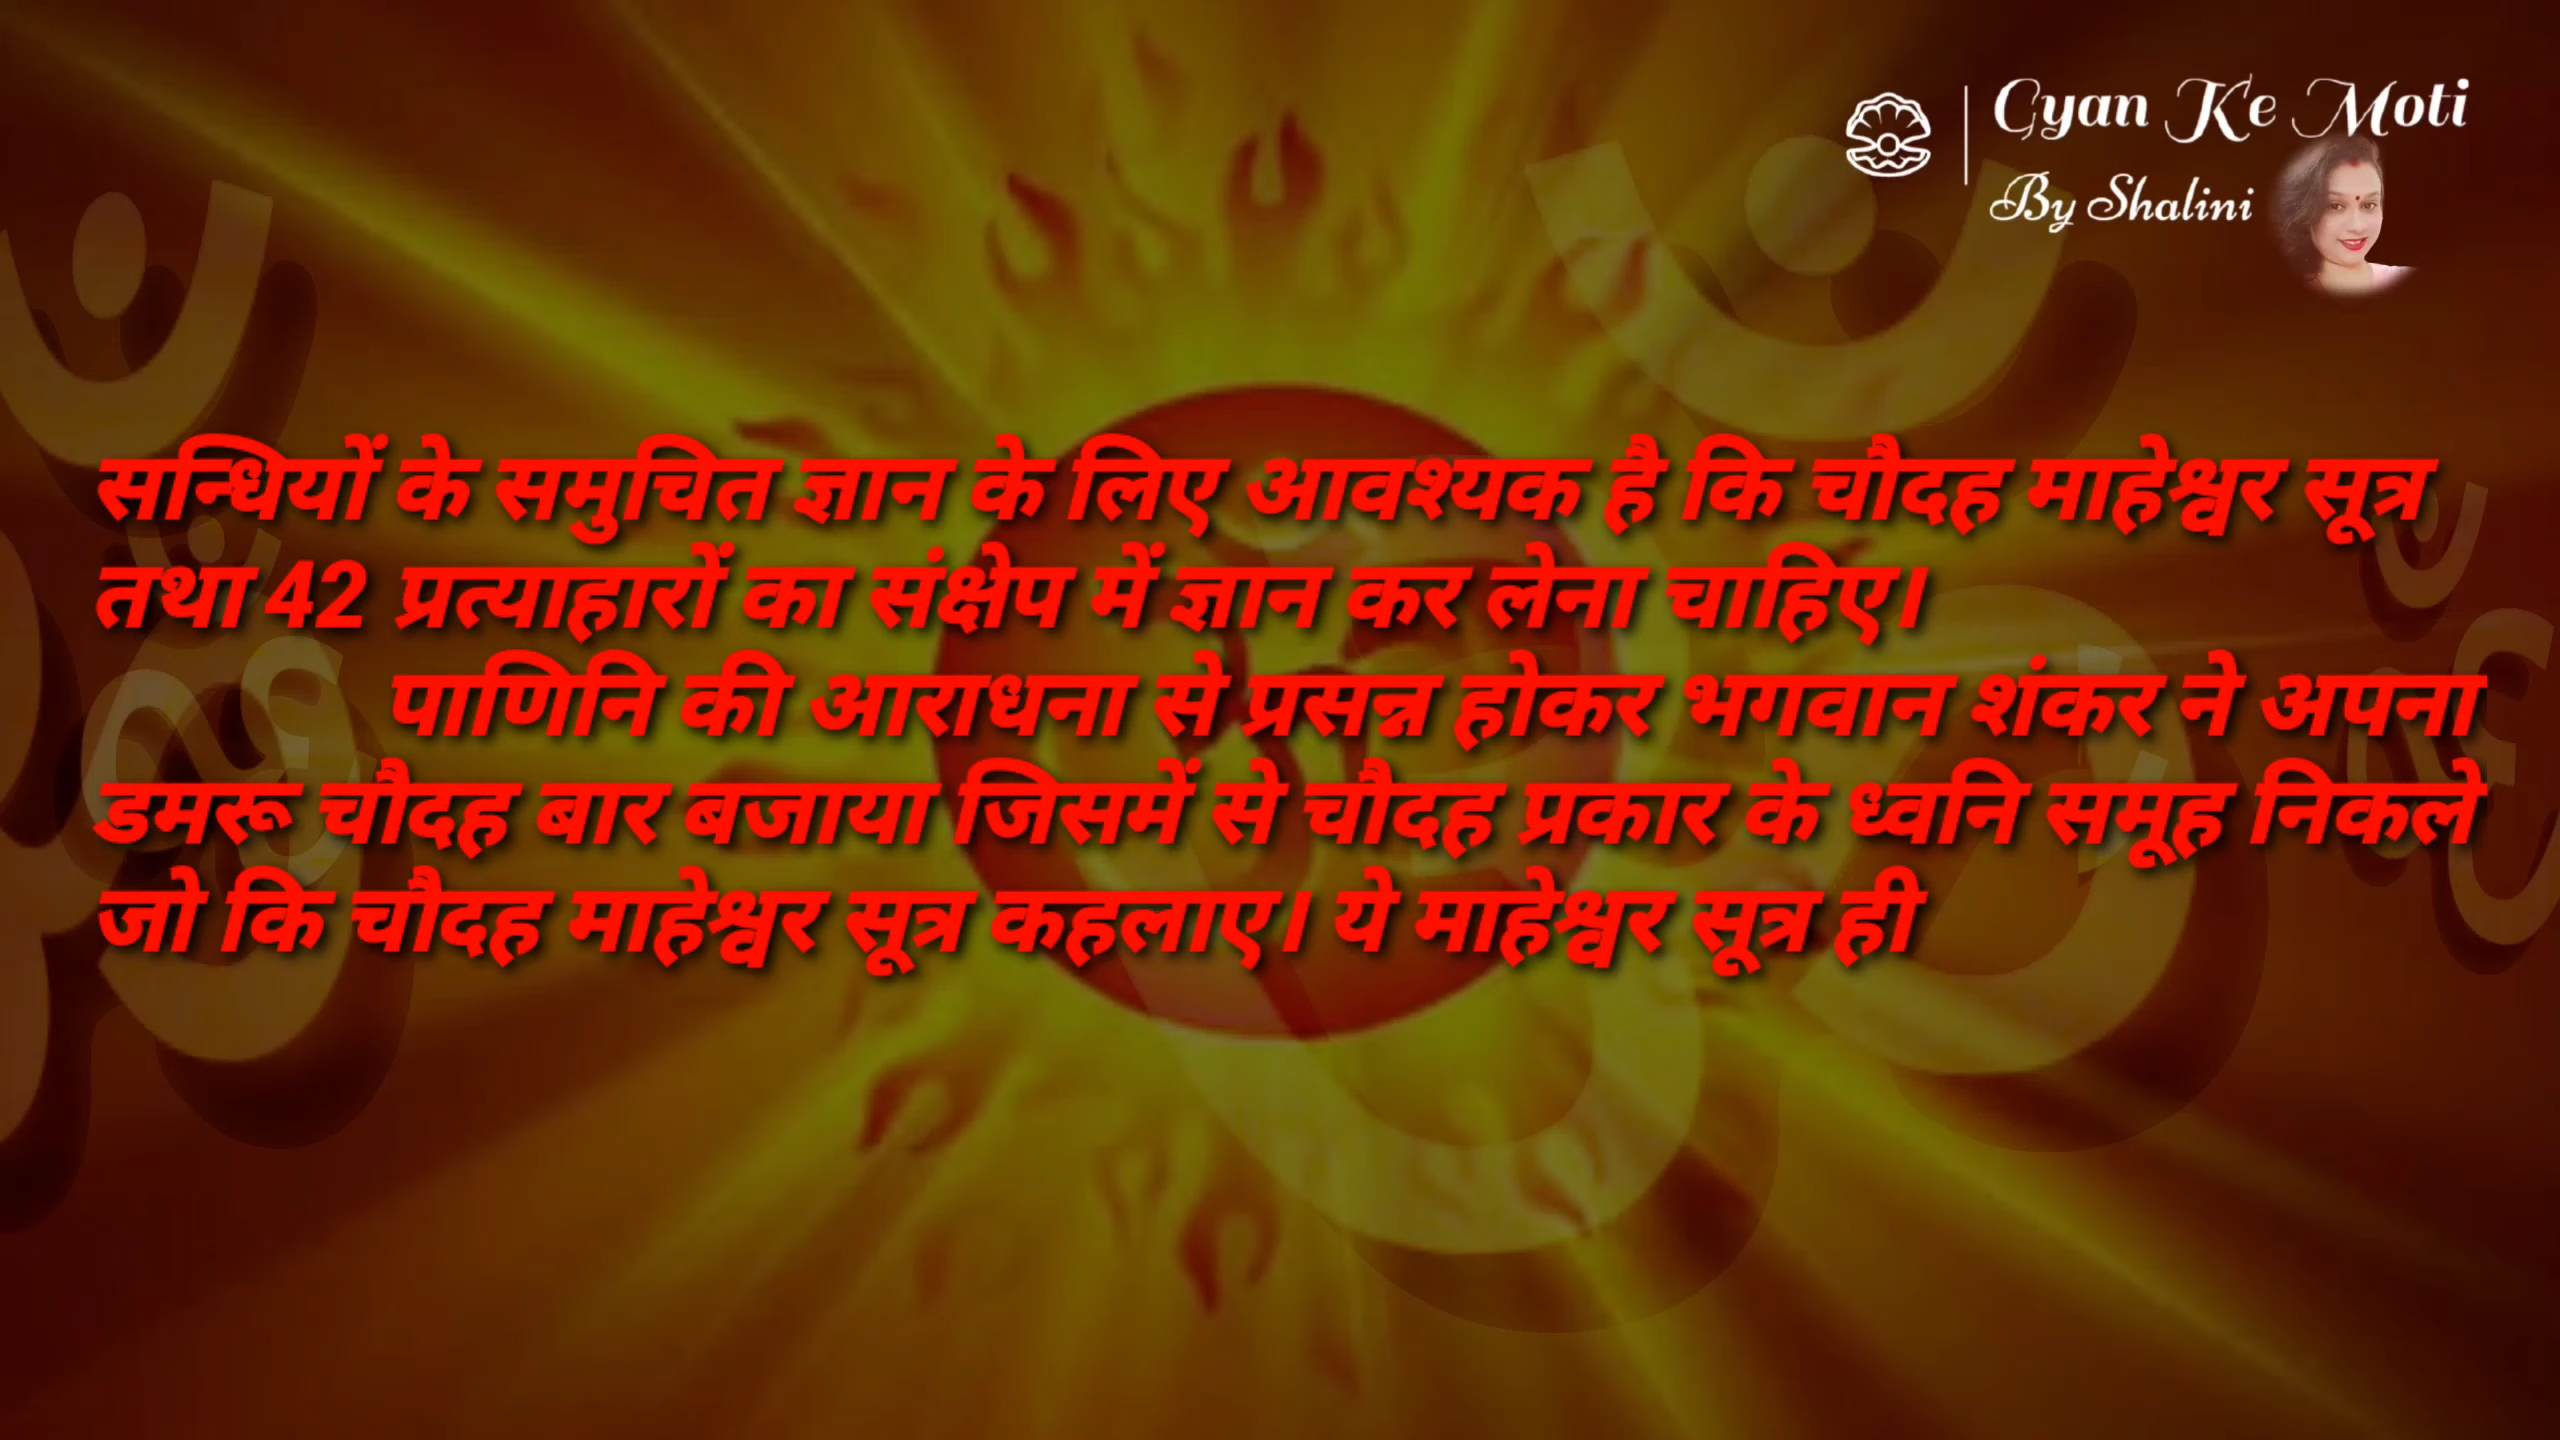 Gyan Ke Moti
By Shalini
सन्धियों के समुचित ज्ञान के लिए आवश्यक है कि चौदह माहेश्वर सूत्र
तथा 42 प्रत्याहारों का संक्षेप में ज्ञान कर लेना चाहिए।
पाणिनि की आराधना से प्रसन्न होकर भगवान शंकर ने अपना
डमरू चौदह बार बजाया जिसमें से चौदह प्रकार के ध्वनि समूह निकले
जो कि चौदह माहेश्वर सूत्र कहलाए। ये माहेश्वर सूत्र ही